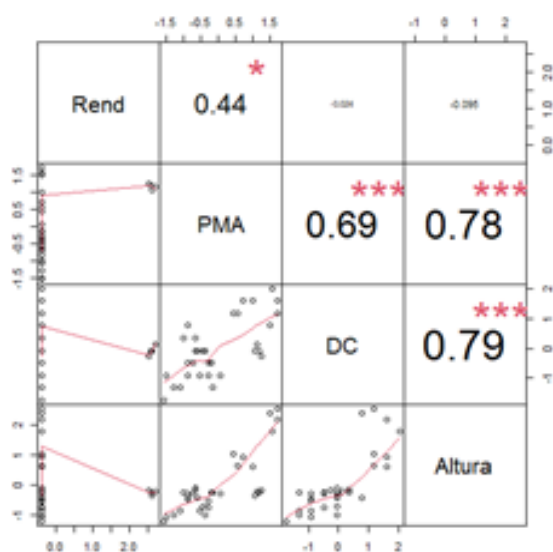 -1.5 -0.5 0.5 1.5 -1 0 1 2
Rend * 0.44 0.0 1.0 2.0
-1.5 -0.5 0.5 1.5 PMA *** 0.69 *** 0.78
DC *** 0.79 -1 0 1 2
-1 0 1 2 Altura
0.0 1.0 2.0 -1 0 1 2